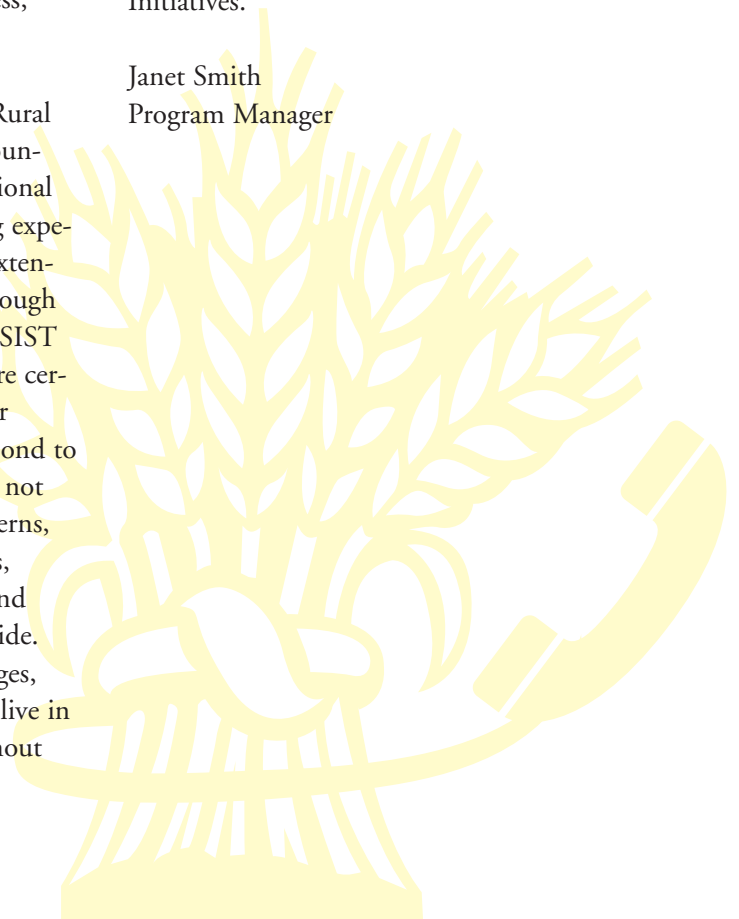 ess,
Rural
oun-
ional
g expe-
xten-
ough
SIST
re cer-
r
ond to
not
erns,
s,
nd
ide.
ges,
live in
hout
Initiatives.
Janet Smith
Program Manager